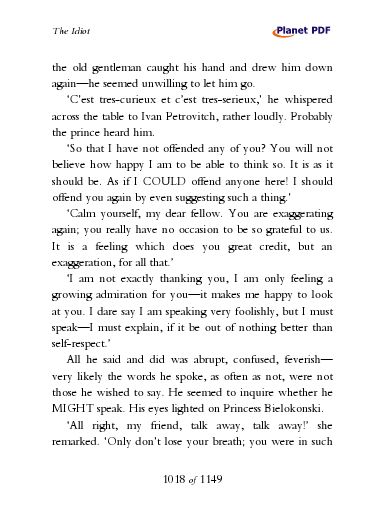 The Idiot
Planet PDF
the old gentleman caught his hand and drew him down
again—he seemed unwilling to let him go.
‘C’est tres-curieux et c’est tres-serieux,’ he whispered
across the table to Ivan Petrovitch, rather loudly. Probably
the prince heard him.
‘So that I have not offended any of you? You will not
believe how happy I am to be able to think so. It is as it
should be. As if I COULD offend anyone here! I should
offend you again by even suggesting such a thing.’
‘Calm yourself, my dear fellow. You are exaggerating
again; you really have no occasion to be so grateful to us.
It is a feeling which does you great credit, but an
exaggeration, for all that.’
‘I am not exactly thanking you, I am only feeling a
growing admiration for you—it makes me happy to look
at you. I dare say I am speaking very foolishly, but I must
speak—I must explain, if it be out of nothing better than
self-respect.’
All he said and did was abrupt, confused, feverish—
very likely the words he spoke, as often as not, were not
those he wished to say. He seemed to inquire whether he
MIGHT speak. His eyes lighted on Princess Bielokonski.
‘All right, my friend, talk away, talk away!’ she
remarked. ‘Only don’t lose your breath; you were in such
1018 of 1149